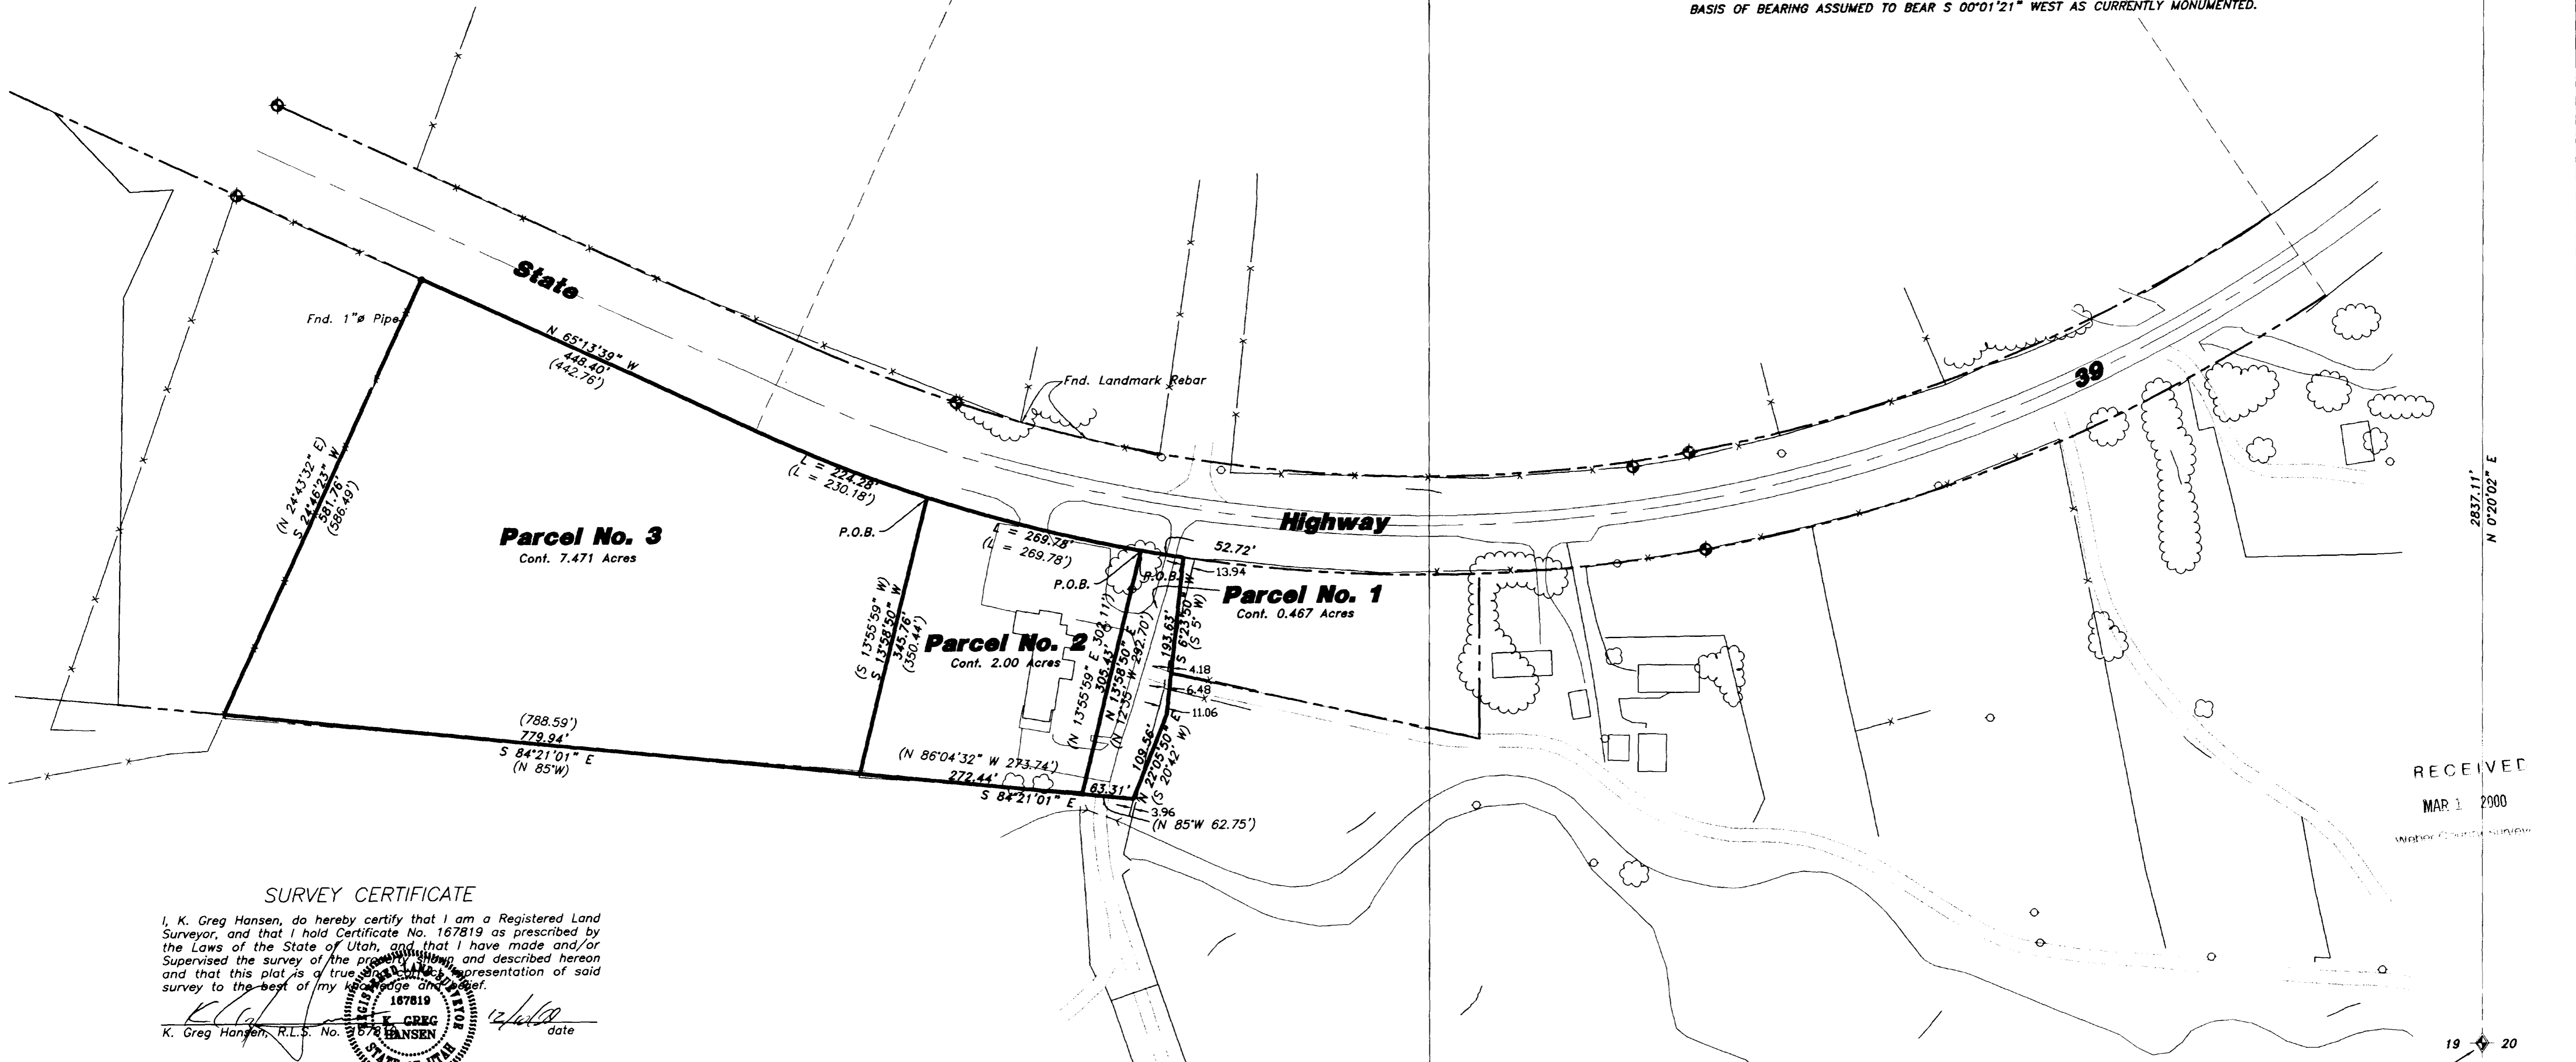 BASIS OF BEARING ASSUMED TO BEAR S 00°01'21" WEST AS CURRENTLY MONUMENTED.
State
Fnd. 1"ø Pipe
N 65°13'39" W
448.40'
(442.76')
Fnd. Landmark Rebar
39
(N 24°43'32" E)
S 24°46'23" W
581.76'
(586.49')
L = 224.28'
(L = 230.18')
2837.11'
N 0°20'02" E
Parcel No. 3
Cont. 7.471 Acres
P.O.B.
L = 269.78'
(L = 269.78')
Highway
52.72'
P.O.B.
P.O.B.
13.94
Parcel No. 1
Cont. 0.467 Acres
(S 13°55'59" W)
S 13°58'50" W
345.76'
(350.44')
Parcel No. 2
Cont. 2.00 Acres
(N 13°55'59" E 302.11')
305.43'
N 13°58'50" E
(N 12°35' W 292.70')
193.63'
S 6°23'50" W
(S 5° W)
4.18
6.48
11.06
109.56'
N 22°05'50" E
(S 20°42' W)
(788.59')
779.94'
S 84°21'01" E
(N 85°W)
(N 86°04'32" W 273.74')
272.44'
S 84°21'01" E
63.31'
3.96
(N 85°W 62.75')
RECEIVED
MAR 1 2000
Weber County Survey
SURVEY CERTIFICATE
I, K. Greg Hansen, do hereby certify that I am a Registered Land
Surveyor, and that I hold Certificate No. 167819 as prescribed by
the Laws of the State of Utah, and that I have made and/or
Supervised the survey of the property shown and described hereon
and that this plat is a true and correct representation of said
survey to the best of my knowledge and belief.
K. Greg Hansen, R.L.S. No. 167819
date
REGISTERED LAND SURVEYOR
167819
K. GREG
HANSEN
STATE OF UTAH
19 20